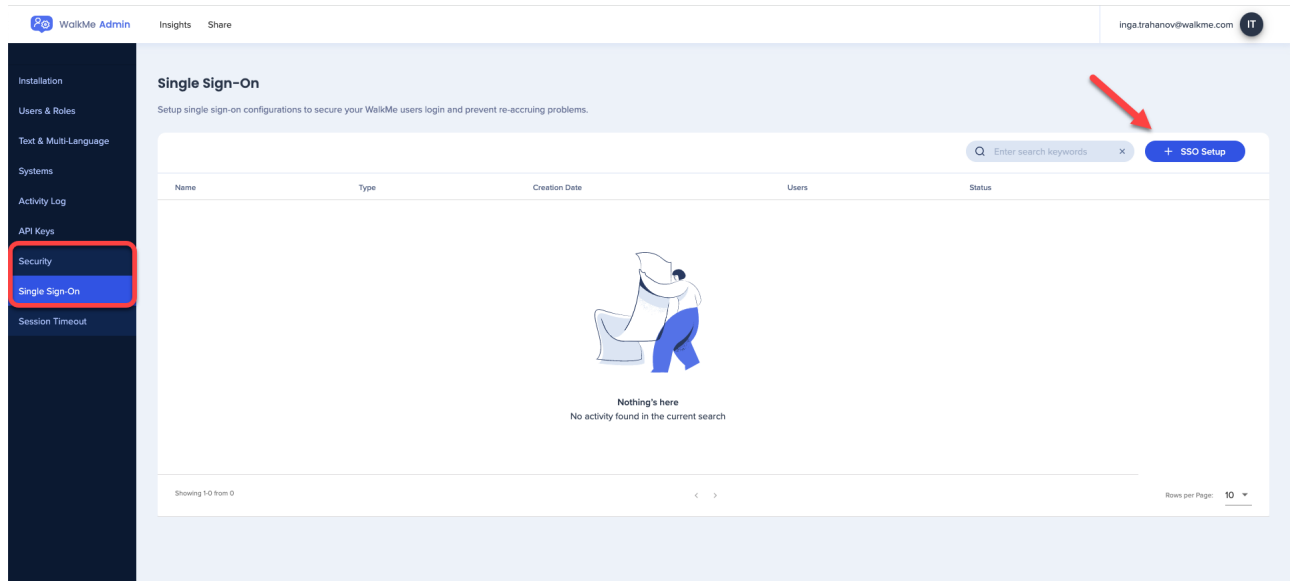 WalkMe Admin
Insights Share
inga.trahanov@walkme.com IT
Installation
Users & Roles
Text & Multi-Language
Systems
Activity Log
API Keys
Security
Single Sign-On
Session Timeout
Single Sign-On
Setup single sign-on configurations to secure your WalkMe users login and prevent re-accruing problems.
Enter search keywords × + SSO Setup
Name Type Creation Date Users Status
Nothing's here
No activity found in the current search
Showing 1-0 from 0 < > Rows per Page: 10